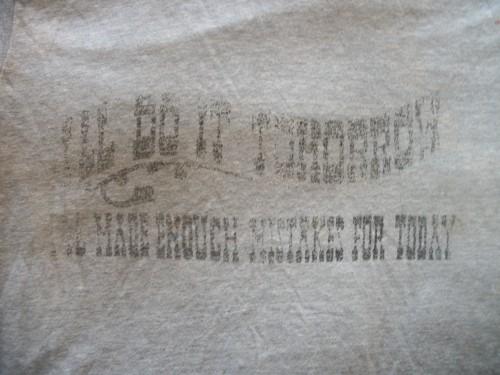 I'LL DO IT TOMORROW
I'VE MADE ENOUGH MISTAKES FOR TODAY